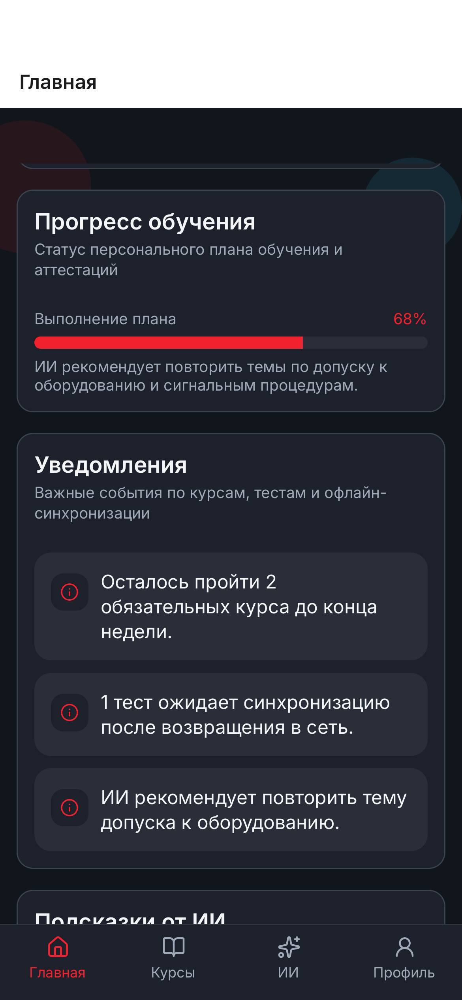 Главная
Прогресс обучения
Статус персонального плана обучения и
аттестаций
Выполнение плана 68%
ИИ рекомендует повторить темы по допуску к
оборудованию и сигнальным процедурам.
Уведомления
Важные события по курсам, тестам и офлайн-
синхронизации
Осталось пройти 2
обязательных курса до конца
недели.
1 тест ожидает синхронизацию
после возвращения в сеть.
ИИ рекомендует повторить тему
допуска к оборудованию.
Подсказки от ИИ
Главная Курсы ИИ Профиль